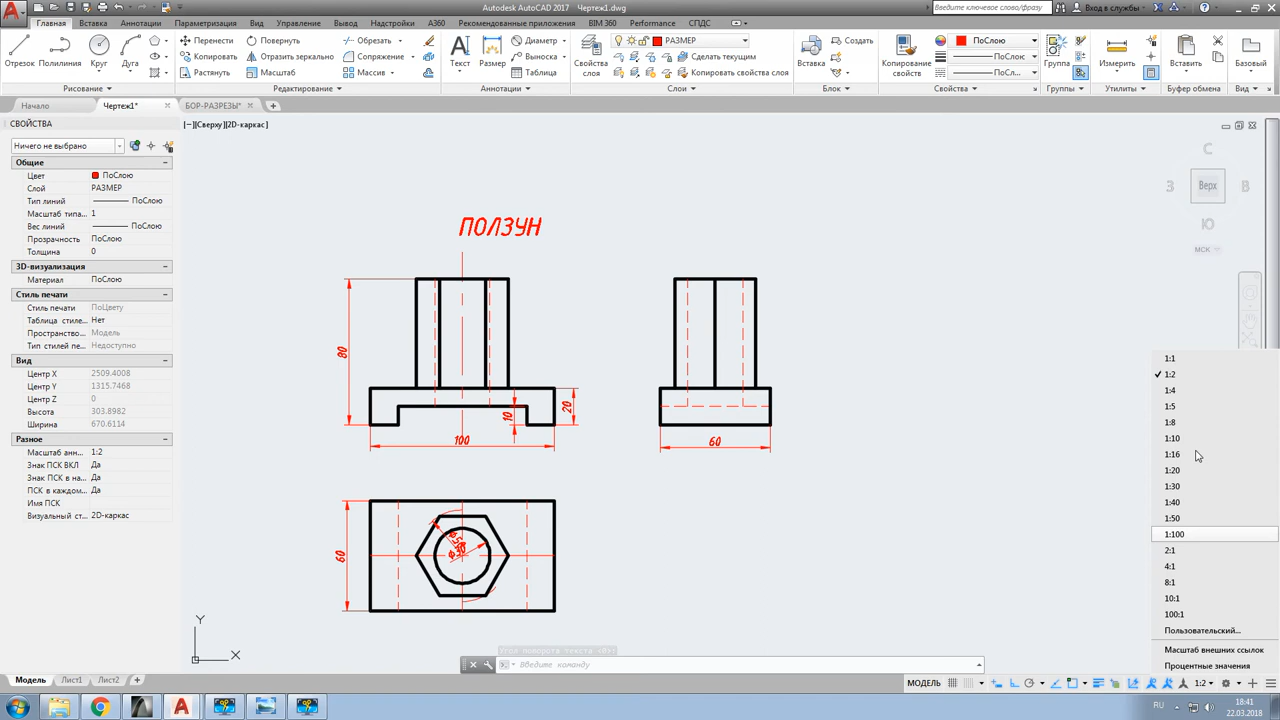 Autodesk AutoCAD 2017 Чертеж1.dwg
Введите ключевое слово/фразу
Вход в службы
Главная Вставка Аннотации Параметризация Вид Управление Вывод Надстройки A360 Рекомендованные приложения BIM 360 Performance СПДС
Отрезок Полилиния Круг Дуга
Перенести Повернуть Обрезать
Копировать Отразить зеркально Сопряжение
Растянуть Масштаб Массив
Текст Размер
Диаметр
Выноска
Таблица
Свойства слоя
РАЗМЕР
Сделать текущим
Копировать свойства слоя
Вставка
Создать
Копирование свойств
ПоСлою
ПоСлою
ПоСл...
Группа
Измерить
Вставить
Базовый
Рисование Редактирование Аннотации Слои Блок Свойства Группы Утилиты Буфер обмена Вид
Начало Чертеж1* БОР-РАЗРЕЗЫ*
СВОЙСТВА
[−][Сверху][2D-каркас]
Ничего не выбрано
Общие
Цвет ПоСлою
Слой РАЗМЕР
Тип линий ПоСлою
Масштаб типа... 1
Вес линий ПоСлою
Прозрачность ПоСлою
Толщина 0
3D-визуализация
Материал ПоСлою
Стиль печати
Стиль печати ПоЦвету
Таблица стиле... Нет
Пространство... Модель
Тип стилей пе... Недоступно
Вид
Центр X 2509.4008
Центр Y 1315.7468
Центр Z 0
Высота 303.8982
Ширина 670.6114
Разное
Масштаб анн... 1:2
Знак ПСК ВКЛ Да
Знак ПСК в на... Да
ПСК в каждом... Да
Имя ПСК
Визуальный ст... 2D-каркас
С
З Верх В
Ю
МСК
ПОЛЗУН
80
10
20
100
60
60
ϕ30
Y
X
1:1
1:2
1:4
1:5
1:8
1:10
1:16
1:20
1:30
1:40
1:50
1:100
2:1
4:1
8:1
10:1
100:1
Пользовательский...
Масштаб внешних ссылок
Процентные значения
Угол поворота текста <0>:
Введите команду
Модель Лист1 Лист2 +
МОДЕЛЬ
1:2
RU
18:41
22.03.2018